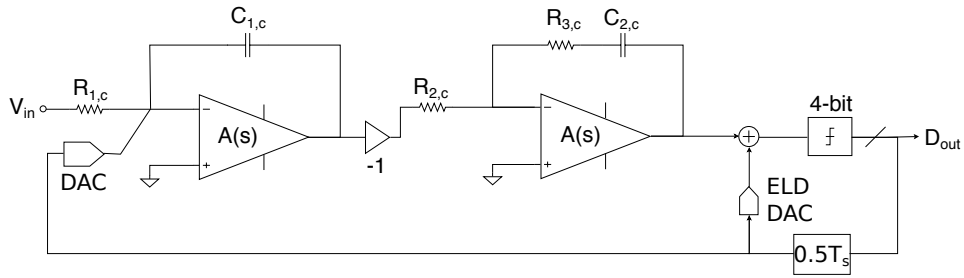 C1,c
R3,c
C2,c
R1,c
R2,c
4-bit
Vin
−
A(s)
+
-1
−
A(s)
+
+
Dout
DAC
ELD
DAC
0.5Ts